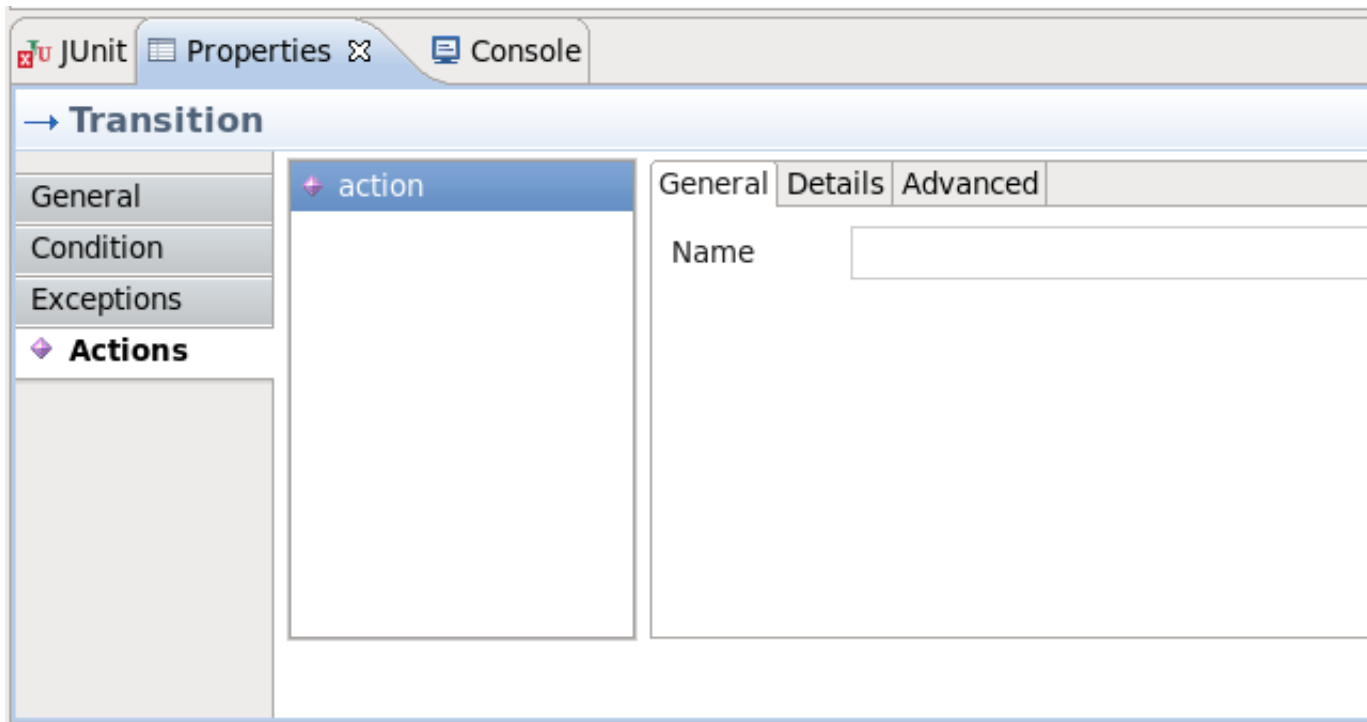 JUnit Properties Console
Transition
General
Condition
Exceptions
Actions
action
General Details Advanced
Name